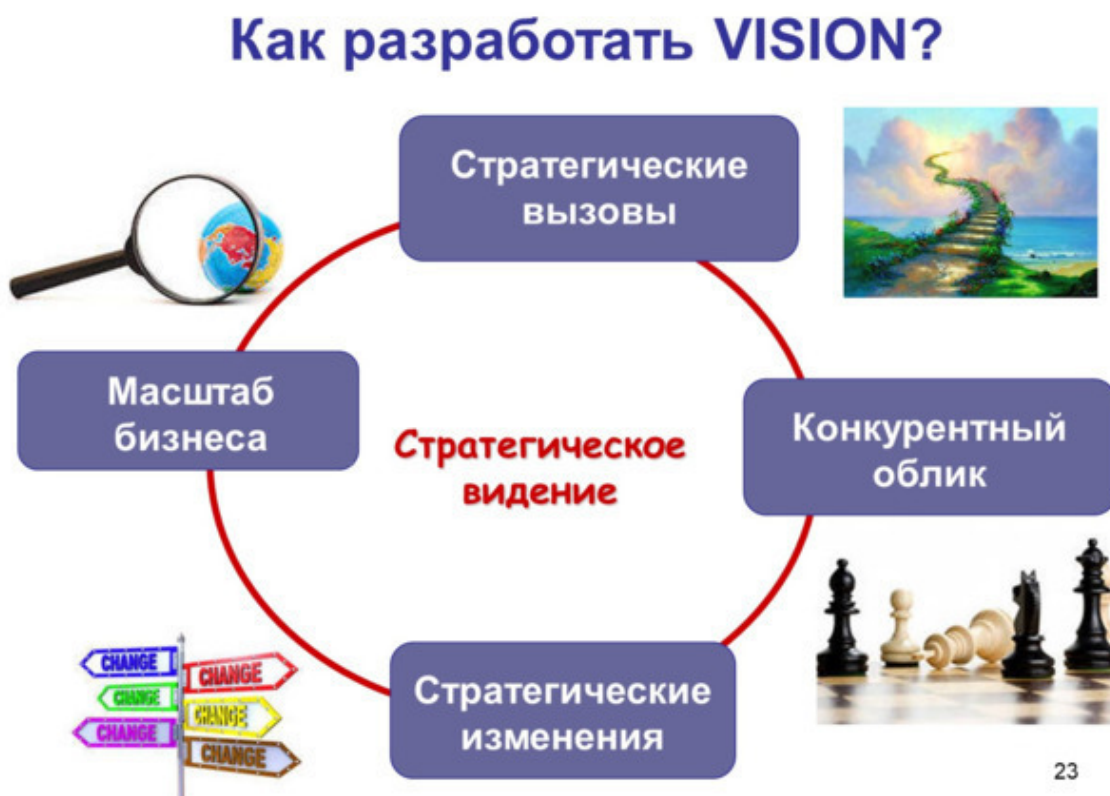 Как разработать VISION?
Стратегические
вызовы
Масштаб
бизнеса
Стратегическое
видение
Конкурентный
облик
Стратегические
изменения
CHANGE
CHANGE
CHANGE
CHANGE
CHANGE
CHANGE
23